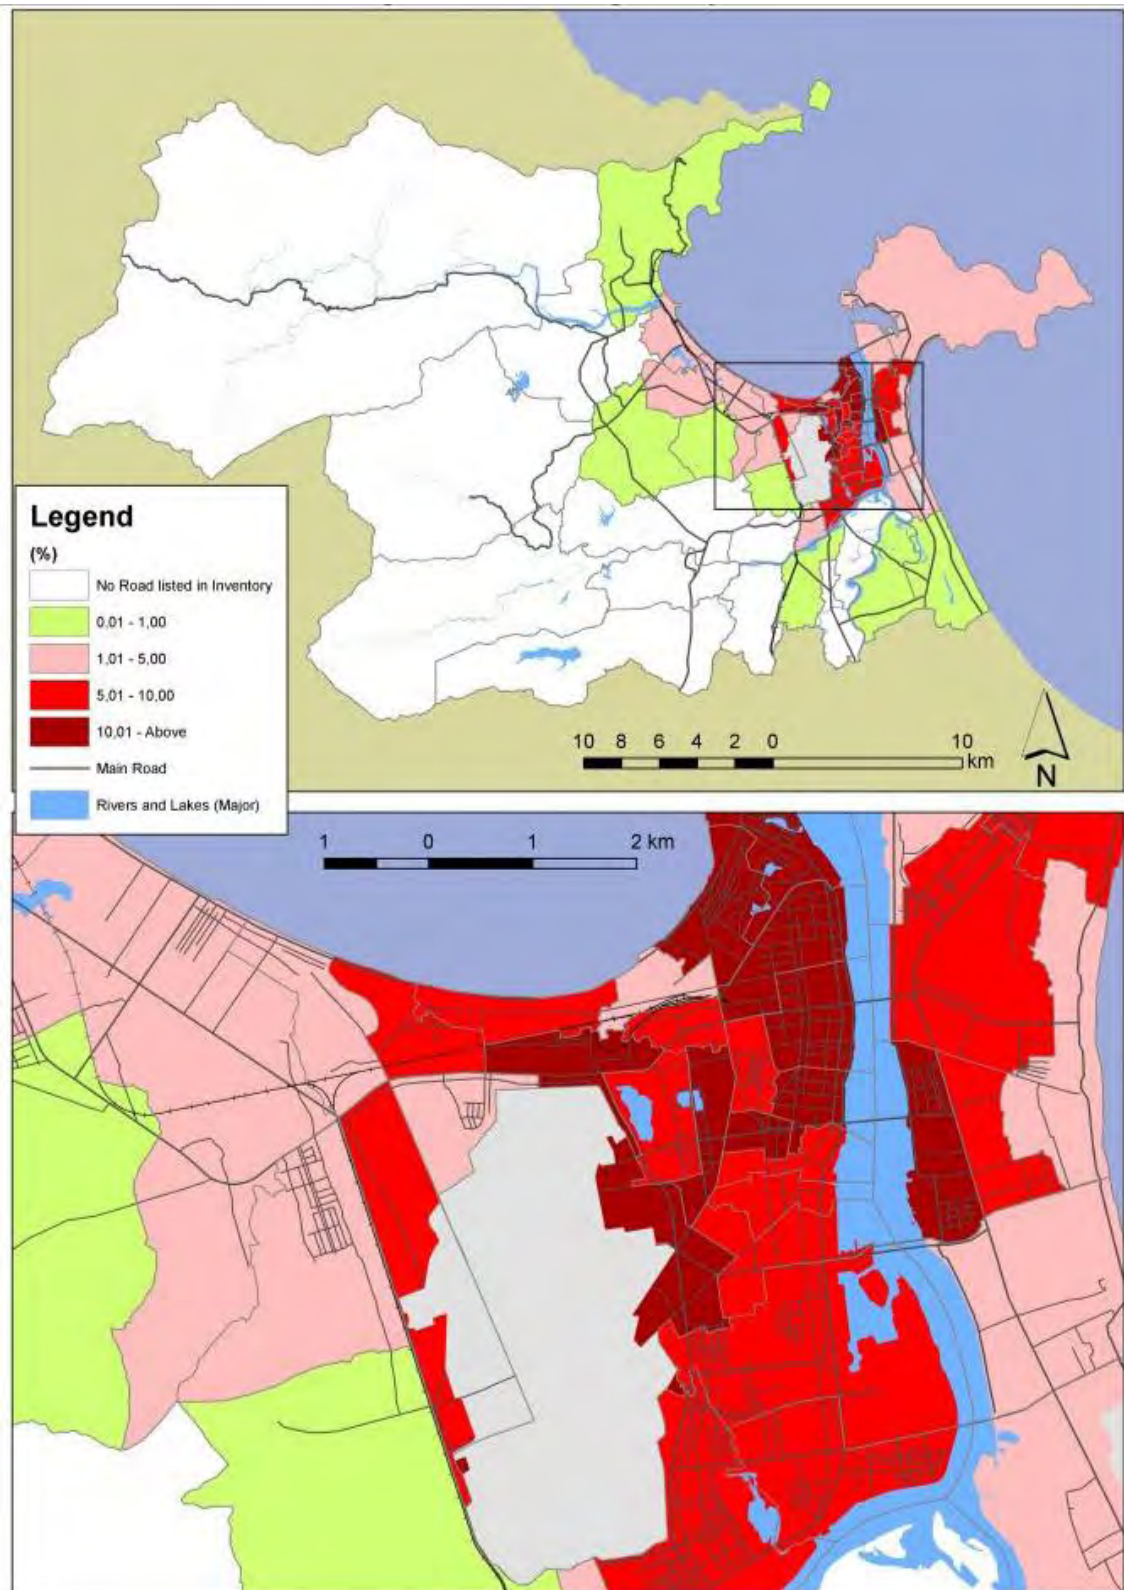 Legend
(%)
No Road listed in Inventory
0,01 - 1,00
1,01 - 5,00
5,01 - 10,00
10,01 - Above
Main Road
Rivers and Lakes (Major)
10 8 6 4 2 0 10
km
N
1 0 1 2 km